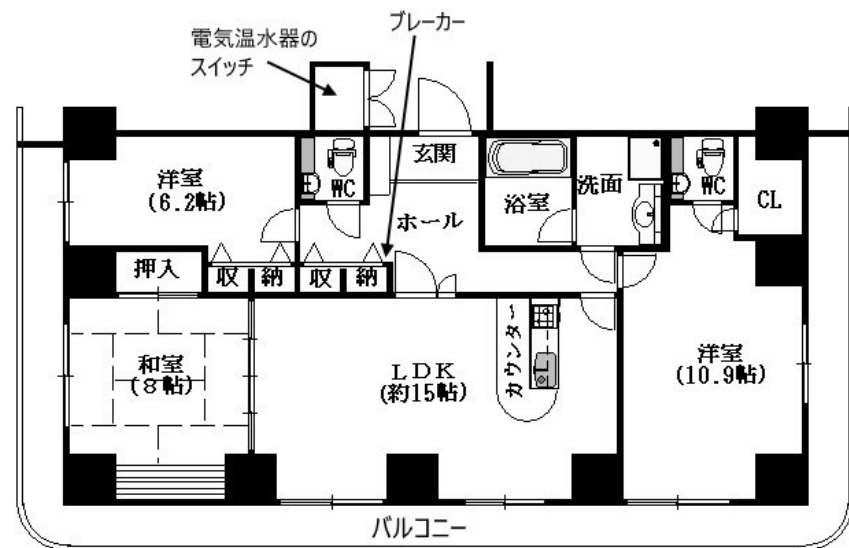 ブレーカー
電気温水器の
スイッチ
洋室
(6.2帖)
WC
玄関
ホール
浴室
洗面
WC
CL
押入
収 納
収 納
和室
(8帖)
LDK
(約15帖)
カウンター
洋室
(10.9帖)
バルコニー